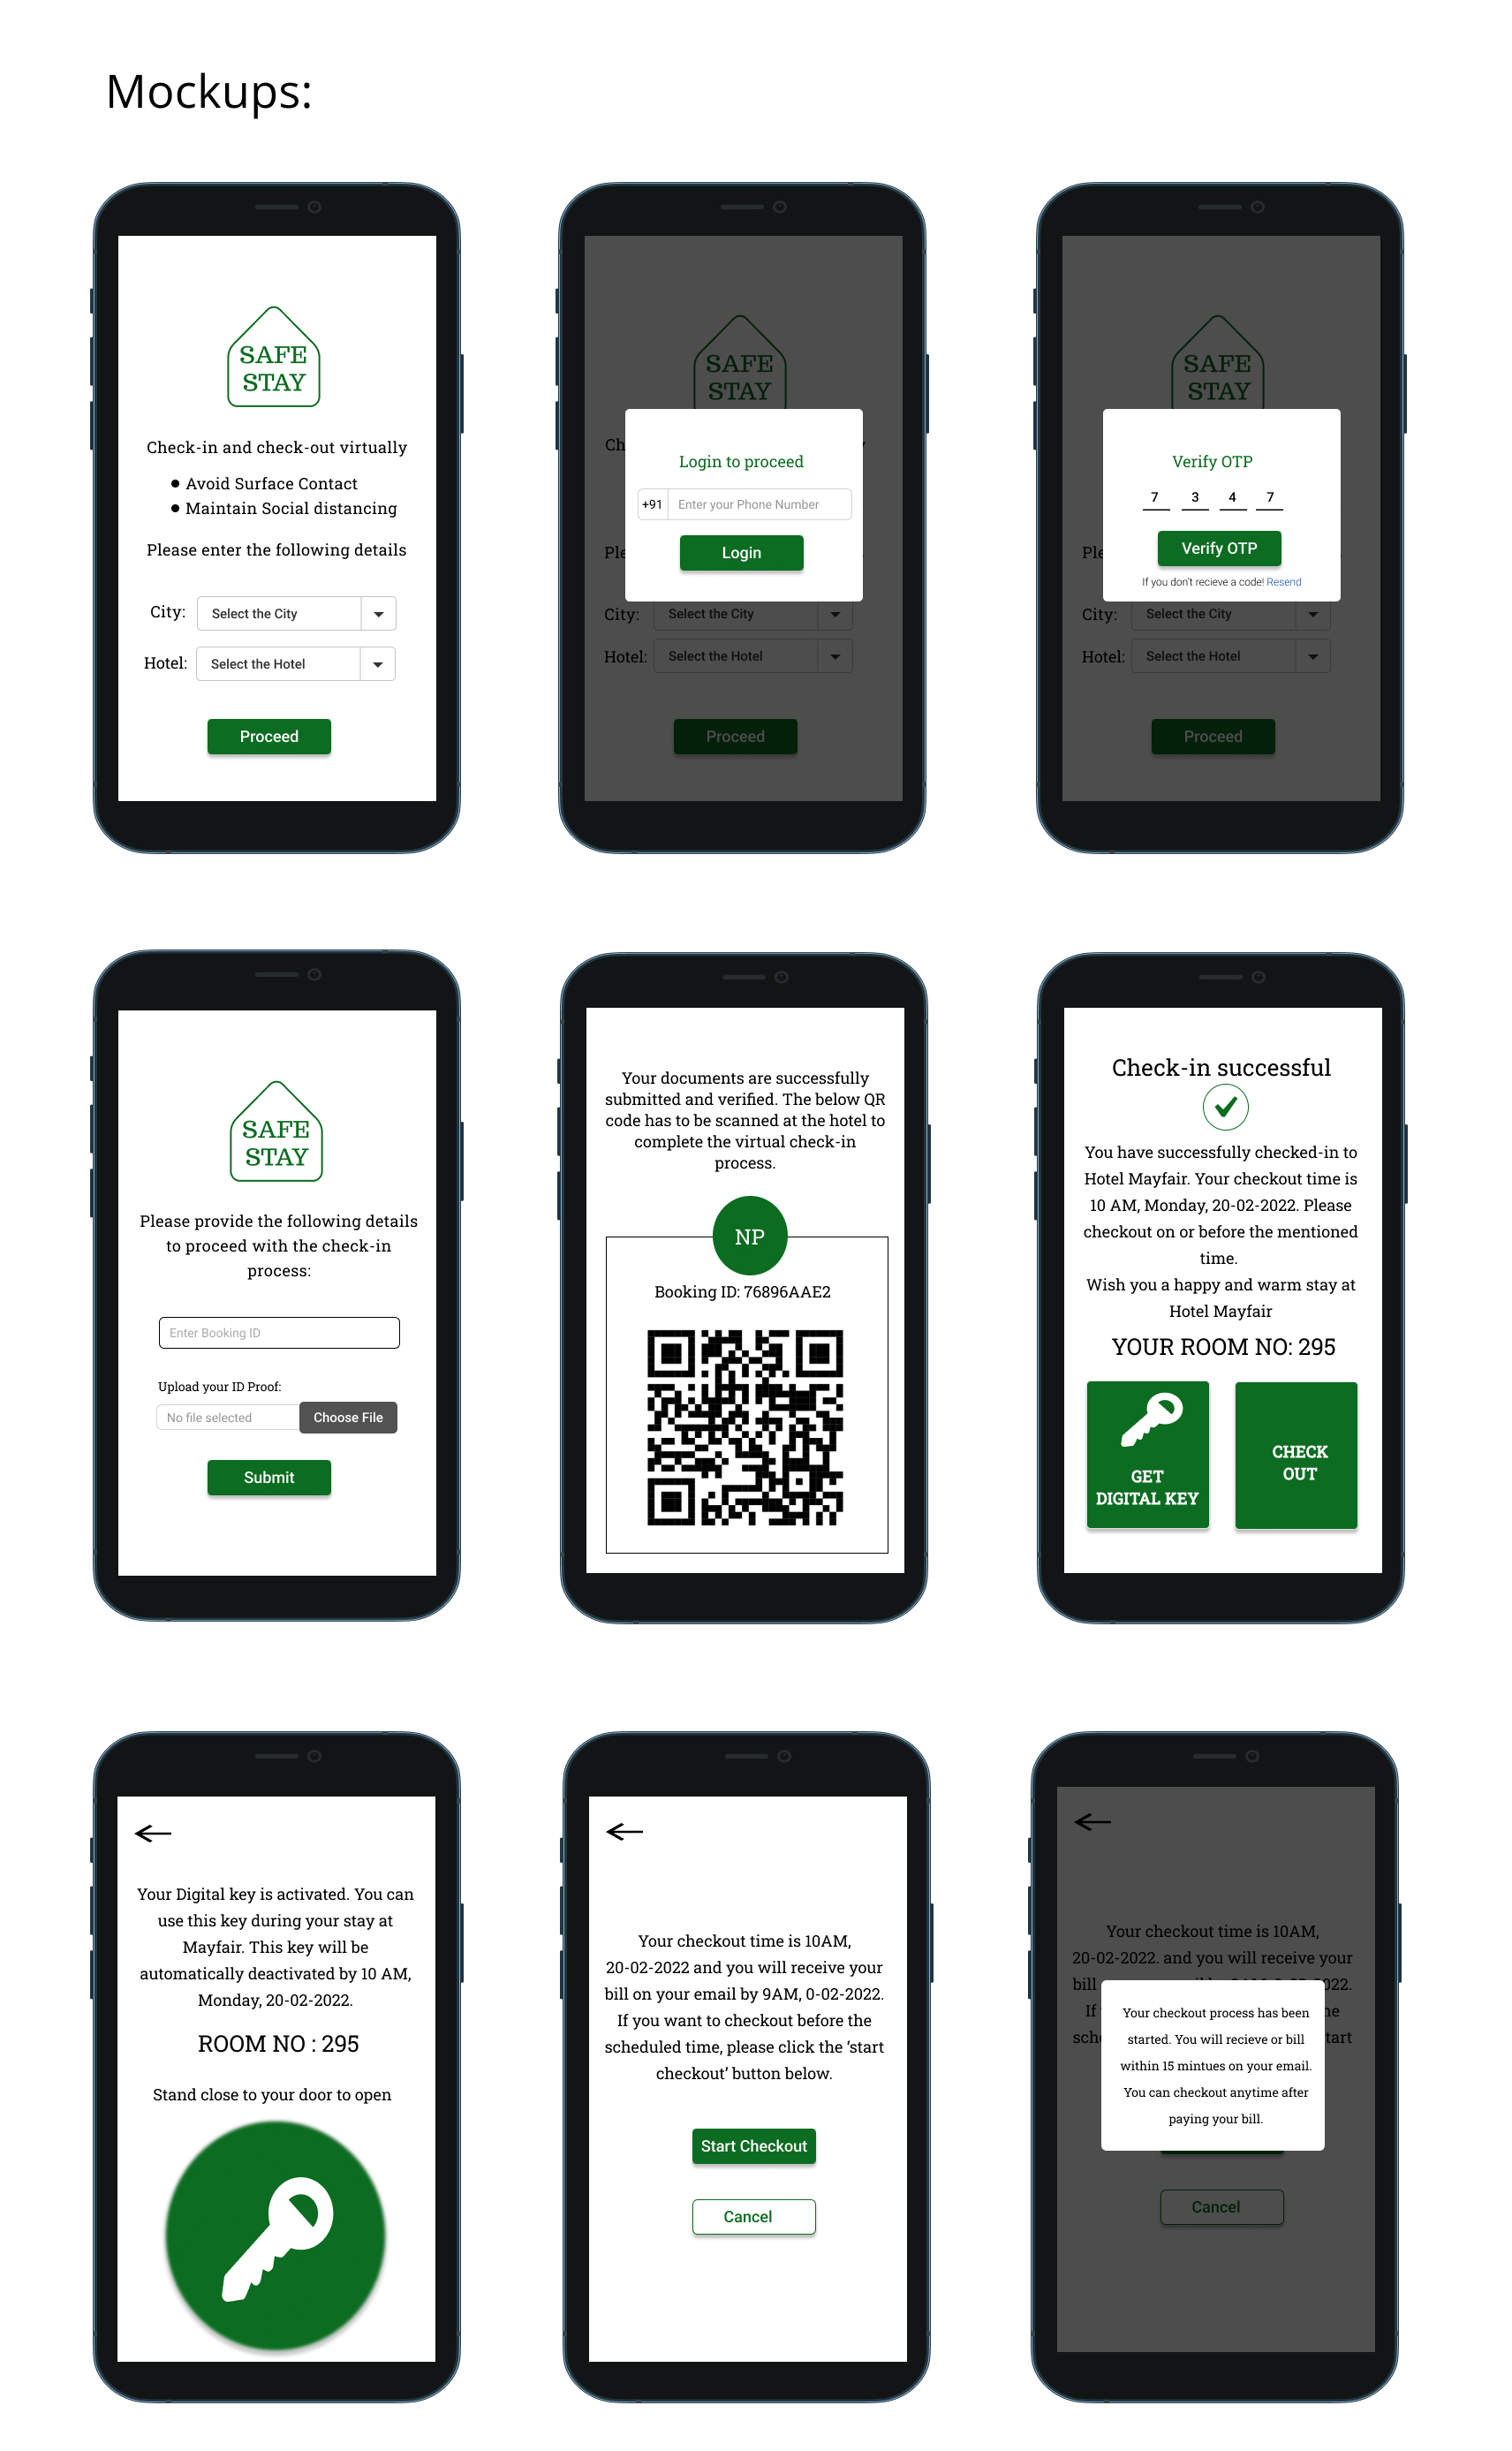 Mockups:
SAFE
STAY
Check-in and check-out virtually
Avoid Surface Contact
Maintain Social distancing
Please enter the following details
City:
Select the City
Hotel:
Select the Hotel
Proceed
SAFE
STAY
Ch
Login to proceed
+91
Enter your Phone Number
Ple
Login
City:
Select the City
Hotel:
Select the Hotel
Proceed
SAFE
STAY
Verify OTP
7 3 4 7
Ple
Verify OTP
If you don't recieve a code! Resend
City:
Select the City
Hotel:
Select the Hotel
Proceed
SAFE
STAY
Please provide the following details
to proceed with the check-in
process:
Enter Booking ID
Upload your ID Proof:
No file selected
Choose File
Submit
Your documents are successfully
submitted and verified. The below QR
code has to be scanned at the hotel to
complete the virtual check-in
process.
NP
Booking ID: 76896AAE2
Check-in successful
You have successfully checked-in to
Hotel Mayfair. Your checkout time is
10 AM, Monday, 20-02-2022. Please
checkout on or before the mentioned
time.
Wish you a happy and warm stay at
Hotel Mayfair
YOUR ROOM NO: 295
GET
DIGITAL KEY
CHECK
OUT
Your Digital key is activated. You can
use this key during your stay at
Mayfair. This key will be
automatically deactivated by 10 AM,
Monday, 20-02-2022.
ROOM NO : 295
Stand close to your door to open
Your checkout time is 10AM,
20-02-2022 and you will receive your
bill on your email by 9AM, 0-02-2022.
If you want to checkout before the
scheduled time, please click the ‘start
checkout’ button below.
Start Checkout
Cancel
Your checkout time is 10AM,
20-02-2022. and you will receive your
bill 022.
If he
sch tart
Your checkout process has been
started. You will recieve or bill
within 15 mintues on your email.
You can checkout anytime after
paying your bill.
Cancel